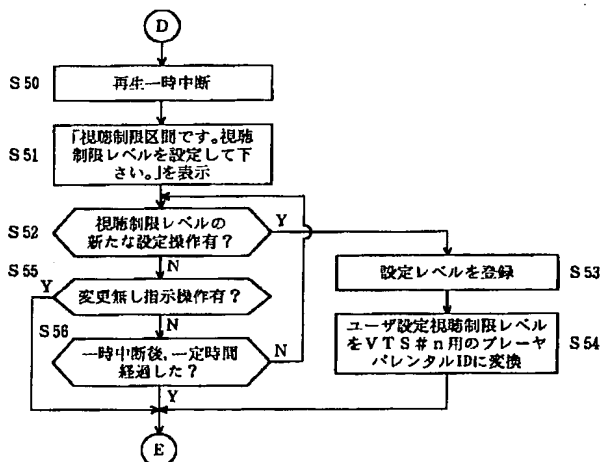 D
S50
再生一時中断
S51
「視聴制限区間です。視聴
制限レベルを設定して下
さい。」を表示
S52
視聴制限レベルの
新たな設定操作有？
Y
N
S53
設定レベルを登録
S54
ユーザ設定視聴制限レベル
をVTS#n用のプレーヤ
パレンタルIDに変換
S55
Y
変更無し指示操作有？
N
S56
一時中断後、一定時間
経過した？
N
Y
E